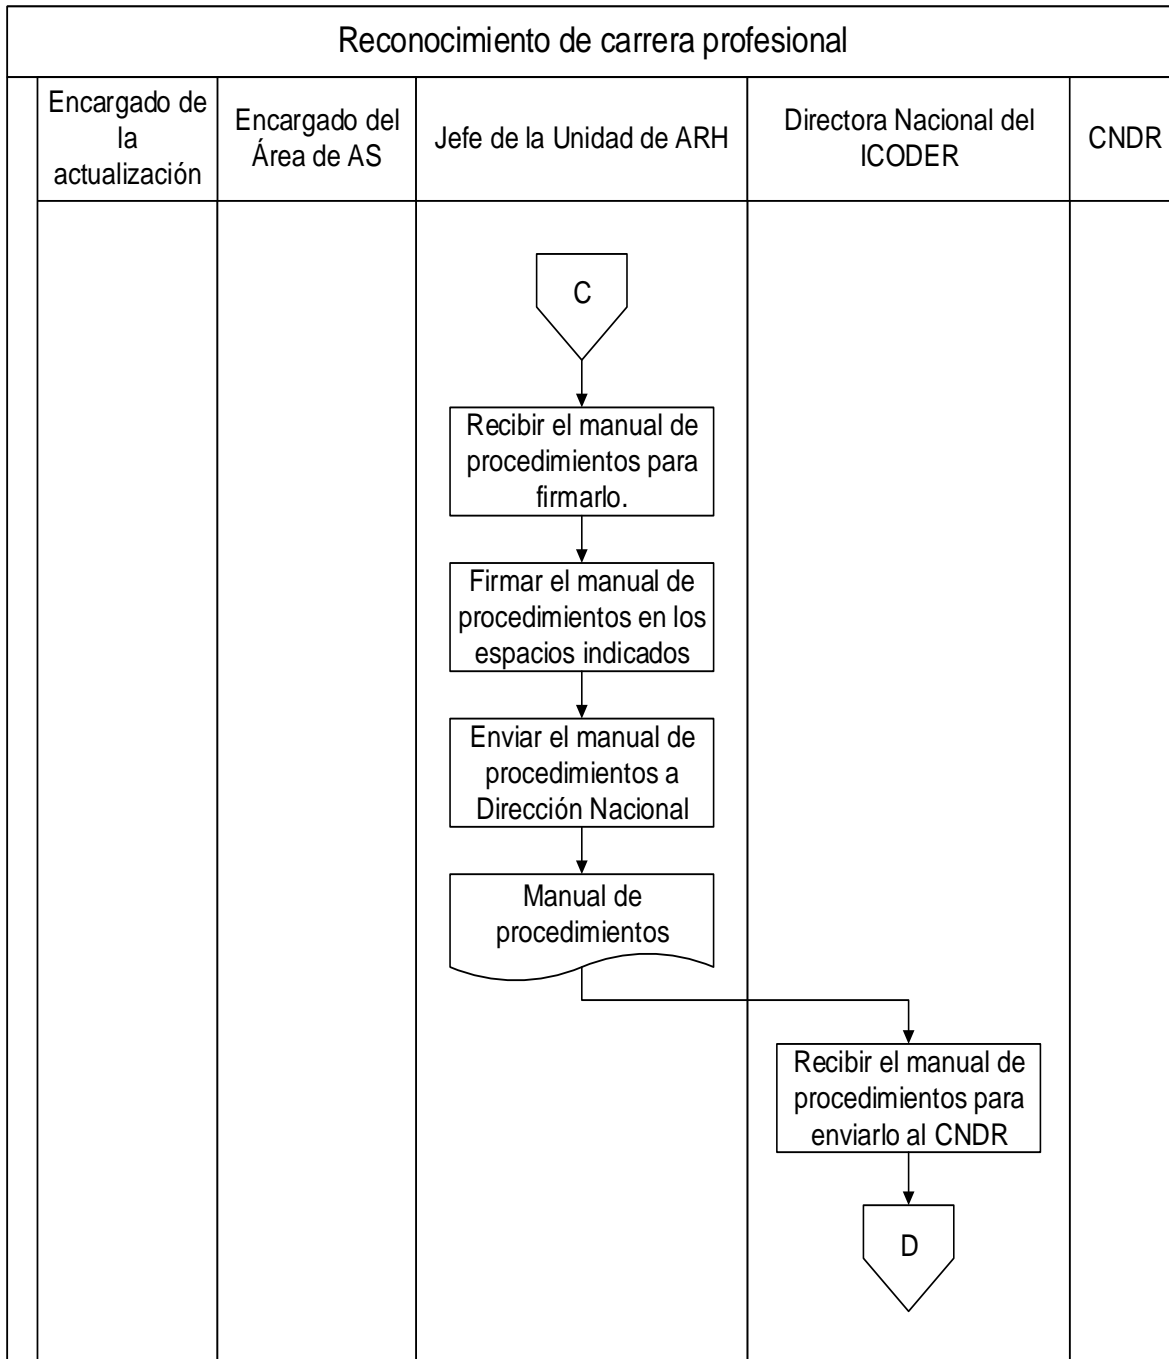 Reconocimiento de carrera profesional
Encargado de
la
actualización
Encargado del
Área de AS
Jefe de la Unidad de ARH
Directora Nacional del
ICODER
CNDR
C
Recibir el manual de
procedimientos para
firmarlo.
Firmar el manual de
procedimientos en los
espacios indicados
Enviar el manual de
procedimientos a
Dirección Nacional
Manual de
procedimientos
Recibir el manual de
procedimientos para
enviarlo al CNDR
D